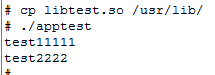 # cp libtest.so /usr/lib/
# ./apptest
test11111
test2222
#